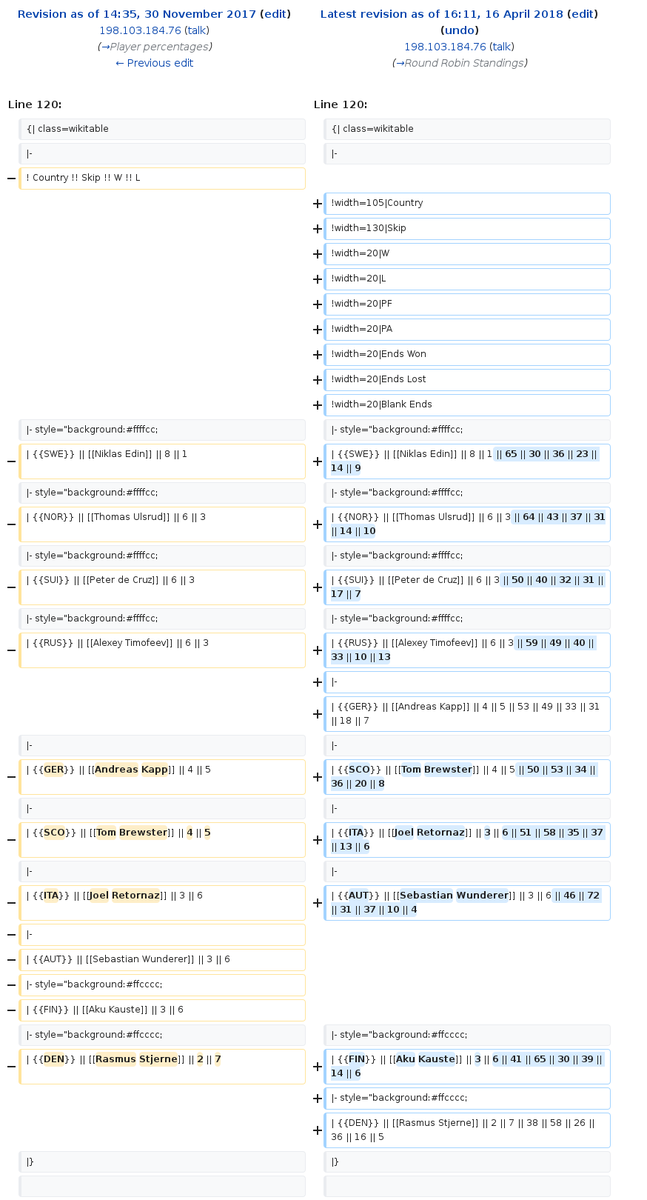 Revision as of 14:35, 30 November 2017 (edit)
198.103.184.76 (talk)
(→Player percentages)
← Previous edit
Latest revision as of 16:11, 16 April 2018 (edit)
(undo)
198.103.184.76 (talk)
(→Round Robin Standings)
Line 120:
Line 120:
{| class=wikitable
{| class=wikitable
|-
|-
− ! Country !! Skip !! W !! L
+ !width=105|Country
+ !width=130|Skip
+ !width=20|W
+ !width=20|L
+ !width=20|PF
+ !width=20|PA
+ !width=20|Ends Won
+ !width=20|Ends Lost
+ !width=20|Blank Ends
|- style="background:#ffffcc;
|- style="background:#ffffcc;
− | {{SWE}} || [[Niklas Edin]] || 8 || 1
+ | {{SWE}} || [[Niklas Edin]] || 8 || 1 || 65 || 30 || 36 || 23 ||
14 || 9
|- style="background:#ffffcc;
|- style="background:#ffffcc;
− | {{NOR}} || [[Thomas Ulsrud]] || 6 || 3
+ | {{NOR}} || [[Thomas Ulsrud]] || 6 || 3 || 64 || 43 || 37 || 31
|| 14 || 10
|- style="background:#ffffcc;
|- style="background:#ffffcc;
− | {{SUI}} || [[Peter de Cruz]] || 6 || 3
+ | {{SUI}} || [[Peter de Cruz]] || 6 || 3 || 50 || 40 || 32 || 31 ||
17 || 7
|- style="background:#ffffcc;
|- style="background:#ffffcc;
− | {{RUS}} || [[Alexey Timofeev]] || 6 || 3
+ | {{RUS}} || [[Alexey Timofeev]] || 6 || 3 || 59 || 49 || 40 ||
33 || 10 || 13
+ |-
+ | {{GER}} || [[Andreas Kapp]] || 4 || 5 || 53 || 49 || 33 || 31
|| 18 || 7
|-
|-
− | {{GER}} || [[Andreas Kapp]] || 4 || 5
+ | {{SCO}} || [[Tom Brewster]] || 4 || 5 || 50 || 53 || 34 ||
36 || 20 || 8
|-
|-
− | {{SCO}} || [[Tom Brewster]] || 4 || 5
+ | {{ITA}} || [[Joel Retornaz]] || 3 || 6 || 51 || 58 || 35 || 37
|| 13 || 6
|-
|-
− | {{ITA}} || [[Joel Retornaz]] || 3 || 6
+ | {{AUT}} || [[Sebastian Wunderer]] || 3 || 6 || 46 || 72
|| 31 || 37 || 10 || 4
− |-
− | {{AUT}} || [[Sebastian Wunderer]] || 3 || 6
− |- style="background:#ffcccc;
− | {{FIN}} || [[Aku Kauste]] || 3 || 6
|- style="background:#ffcccc;
|- style="background:#ffcccc;
− | {{DEN}} || [[Rasmus Stjerne]] || 2 || 7
+ | {{FIN}} || [[Aku Kauste]] || 3 || 6 || 41 || 65 || 30 || 39 ||
14 || 6
+ |- style="background:#ffcccc;
+ | {{DEN}} || [[Rasmus Stjerne]] || 2 || 7 || 38 || 58 || 26 ||
36 || 16 || 5
|}
|}